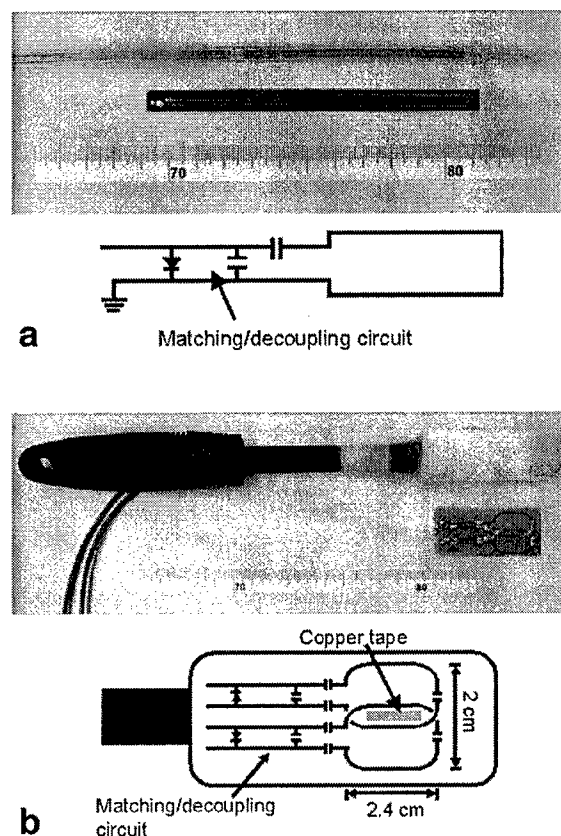 70
80
a
Matching/decoupling circuit
70
80
Copper tape
2 cm
2.4 cm
b
Matching/decoupling
circuit